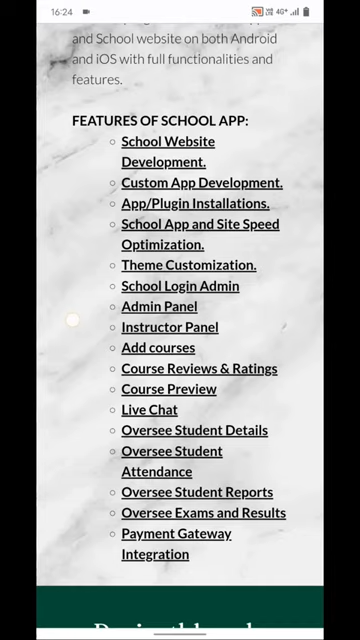 16:24
4G+
and School website on both Android
and iOS with full functionalities and
features.
FEATURES OF SCHOOL APP:
School Website
Development.
Custom App Development.
App/Plugin Installations.
School App and Site Speed
Optimization.
Theme Customization.
School Login Admin
Admin Panel
Instructor Panel
Add courses
Course Reviews & Ratings
Course Preview
Live Chat
Oversee Student Details
Oversee Student
Attendance
Oversee Student Reports
Oversee Exams and Results
Payment Gateway
Integration